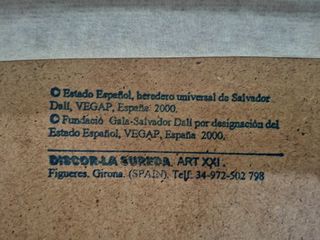 © Estado Español, heredero universal de Salvador
Dalí, VEGAP, España 2000.
© Fundació Gala-Salvador Dalí por designación del
Estado Español, VEGAP, España 2000.
DISCOR-LA SUREDA, ART XXI.
Figueres. Girona. (SPAIN). Telf. 34-972-502 798